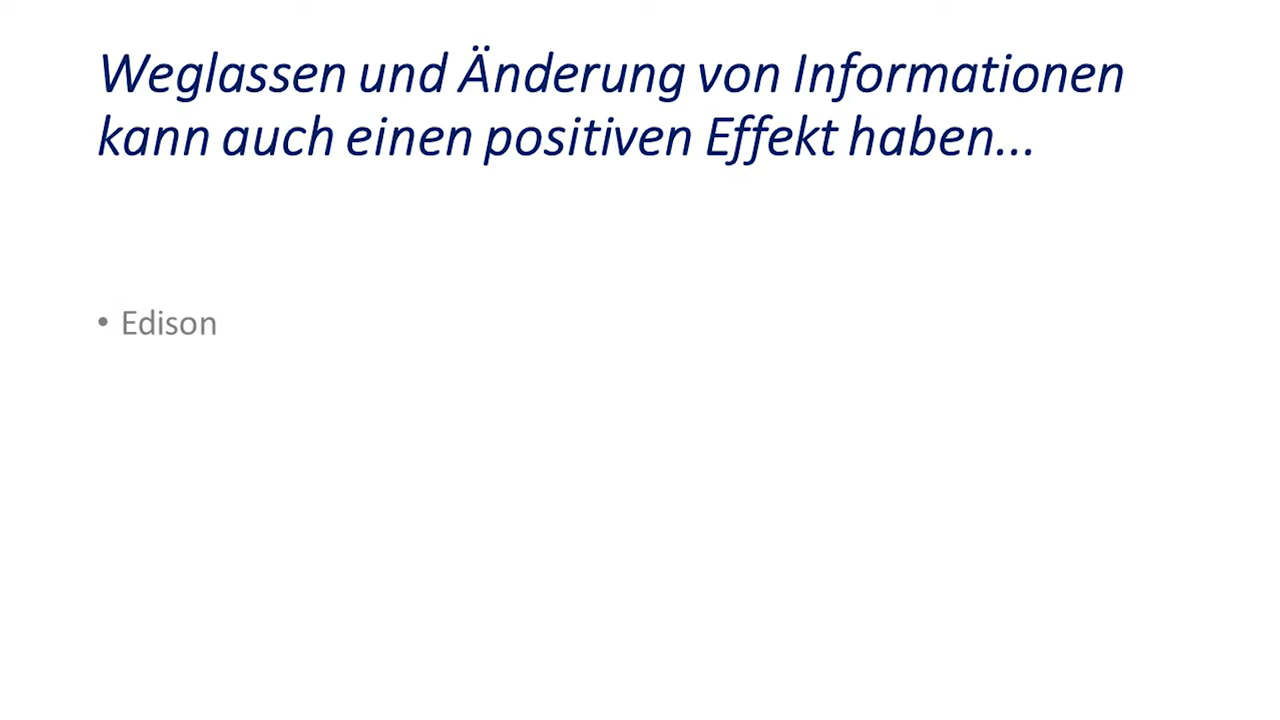 Weglassen und Änderung von Informationen
kann auch einen positiven Effekt haben...
• Edison